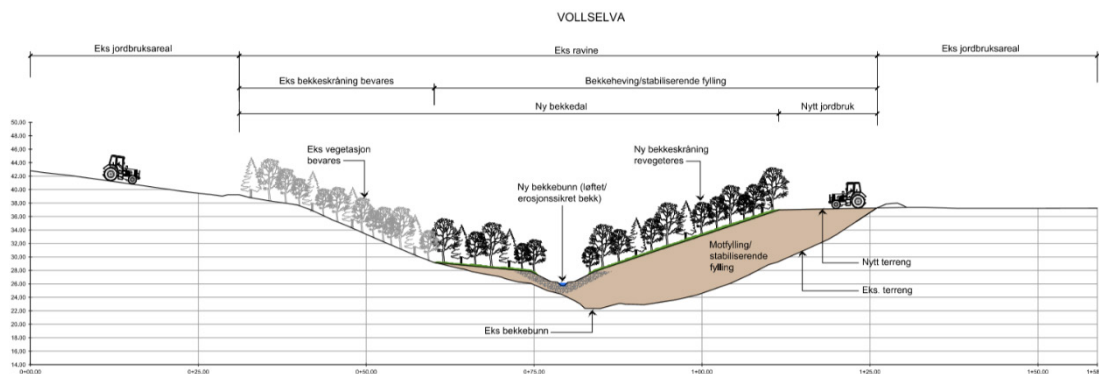 VOLLSELVA
Eks jordbruksareal
Eks ravine
Eks jordbruksareal
Eks bekkeskråning bevares
Bekkeheving/stabiliserende fylling
Ny bekkedal
Nytt jordbruk
50,00
48,00
46,00
44,00
42,00
40,00
38,00
36,00
34,00
32,00
30,00
28,00
26,00
24,00
22,00
20,00
18,00
16,00
14,00
Eks vegetasjon
bevares
Ny bekkebunn (løftet/
erosjonssikret bekk)
Ny bekkeskråning
revegeteres
Motfylling/
stabiliserende
fylling
Nytt terreng
Eks. terreng
Eks bekkebunn
0+00.00
0+25.00
0+75.00
1+00.00
1+25.00
1+50.00